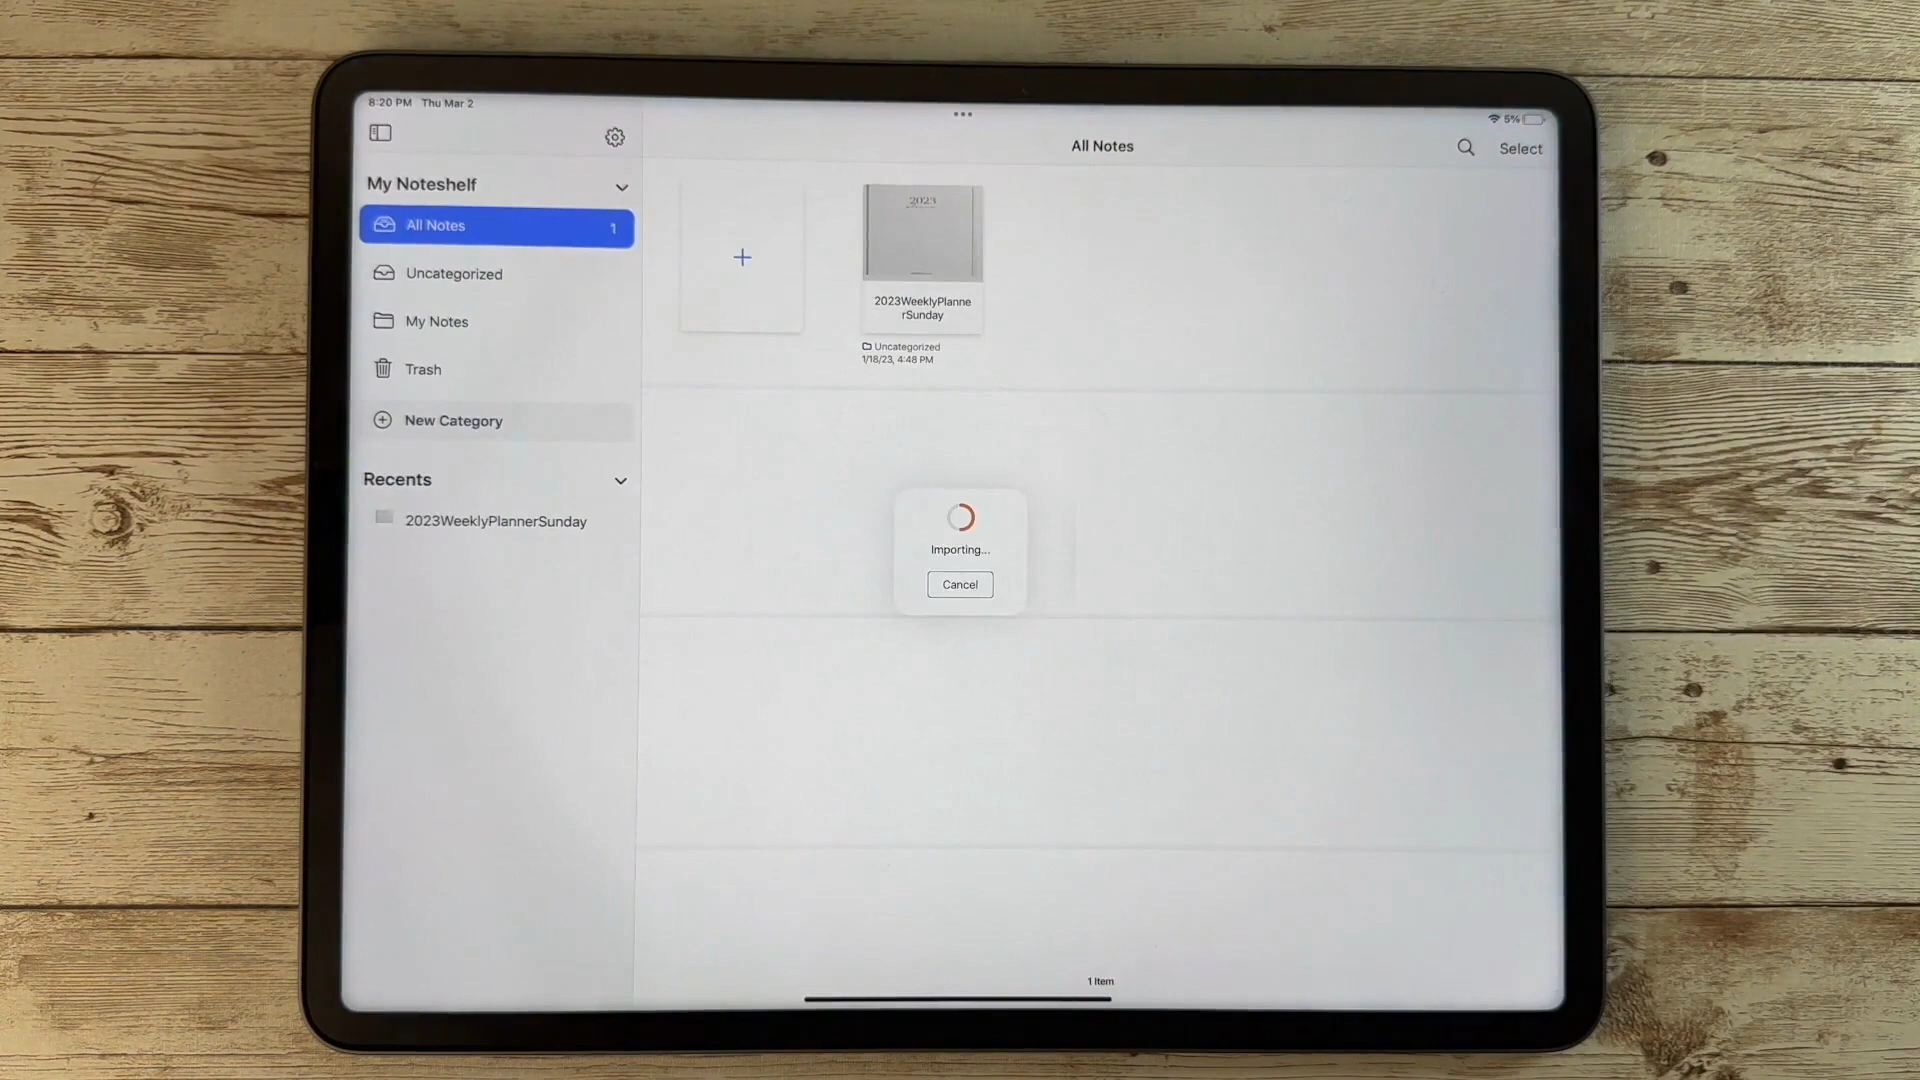 8:20 PM Thu Mar 2
5%
All Notes
Select
My Noteshelf
All Notes 1
Uncategorized
My Notes
Trash
New Category
Recents
2023WeeklyPlannerSunday
2023
2023WeeklyPlanne
rSunday
Uncategorized
1/18/23, 4:48 PM
Importing...
Cancel
1 Item